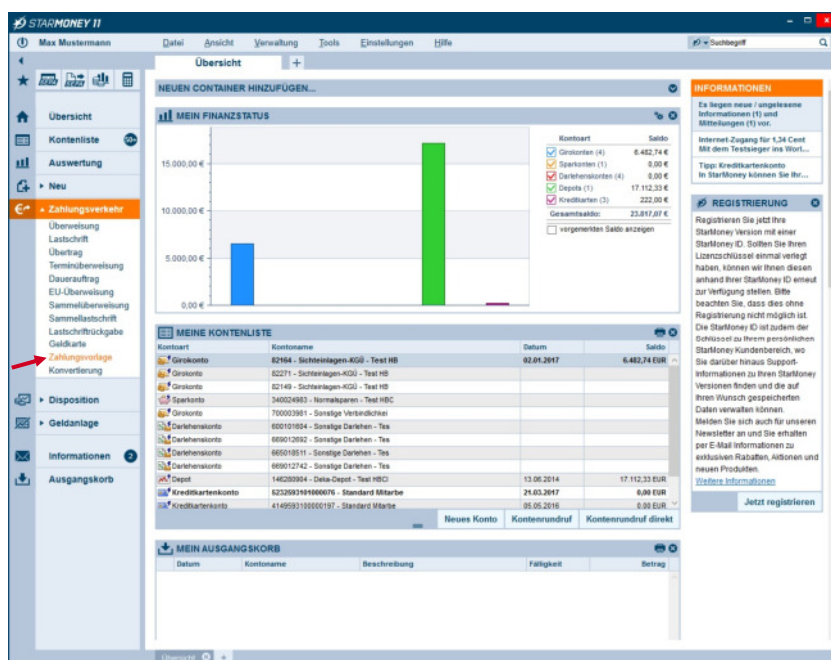 STARMONEY 11
Max Mustermann
Datei Ansicht Verwaltung Tools Einstellungen Hilfe
Suchbegriff
Übersicht +
NEUEN CONTAINER HINZUFÜGEN...
Übersicht
Kontenliste 50+
Auswertung
Neu
Zahlungsverkehr
Überweisung
Lastschrift
Übertrag
Terminüberweisung
Dauerauftrag
EU-Überweisung
Sammelüberweisung
Sammellastschrift
Lastschriftrückgabe
Geldkarte
Zahlungsvorlage
Konvertierung
Disposition
Geldanlage
Informationen 2
Ausgangskorb
MEIN FINANZSTATUS
15.000,00 €
10.000,00 €
5.000,00 €
0,00 €
Kontoart Saldo
Girokonten (4) 6.482,74 €
Sparkonten (1) 0,00 €
Darlehenskonten (4) 0,00 €
Depots (1) 17.112,33 €
Kreditkarten (3) 222,00 €
Gesamtsaldo: 23.817,07 €
vorgemerkten Saldo anzeigen
MEINE KONTENLISTE
Kontoart Kontoname Datum Saldo
Girokonto 82164 - Sichteinlagen-KGÜ - Test HB 02.01.2017 6.482,74 EUR
Girokonto 82271 - Sichteinlagen-KGÜ - Test HB
Girokonto 82149 - Sichteinlagen-KGÜ - Test HB
Sparkonto 340024983 - Normalsparen - Test HBC
Girokonto 700003981 - Sonstige Verbindlichkei
Darlehenskonto 600101604 - Sonstige Darlehen - Tes
Darlehenskonto 669012692 - Sonstige Darlehen - Tes
Darlehenskonto 665018511 - Sonstige Darlehen - Tes
Darlehenskonto 669012742 - Sonstige Darlehen - Tes
Depot 146280904 - Deka-Depot - Test HBCI 13.06.2014 17.112,33 EUR
Kreditkartenkonto 5232593101000076 - Standard Mitarbe 21.03.2017 0,00 EUR
Kreditkartenkonto 4149593100000197 - Standard Mitarbe 05.05.2016 0,00 EUR
Neues Konto Kontenrundruf Kontenrundruf direkt
MEIN AUSGANGSKORB
Datum Kontoname Beschreibung Fälligkeit Betrag
INFORMATIONEN
Es liegen neue / ungelesene
Informationen (1) und
Mitteilungen (1) vor.
Internet-Zugang für 1,34 Cent
Mit dem Testsieger ins Worl...
Tipp: Kreditkartenkonto
In StarMoney können Sie Ihr...
REGISTRIERUNG
Registrieren Sie jetzt Ihre
StarMoney Version mit einer
StarMoney ID. Sollten Sie Ihren
Lizenzschlüssel einmal verlegt
haben, können wir Ihnen diesen
anhand Ihrer StarMoney ID erneut
zur Verfügung stellen. Bitte
beachten Sie, dass dies ohne
Registrierung nicht möglich ist.
Die StarMoney ID ist zudem der
Schlüssel zu Ihrem persönlichen
StarMoney Kundenbereich, wo
Sie darüber hinaus Support-
Informationen zu Ihren StarMoney
Versionen finden und die auf
Ihren Wunsch gespeicherten
Daten verwalten können.
Melden Sie sich auch für unseren
Newsletter an und Sie erhalten
per E-Mail Informationen zu
exklusiven Rabatten, Aktionen und
neuen Produkten.
Weitere Informationen
Jetzt registrieren
Übersicht +